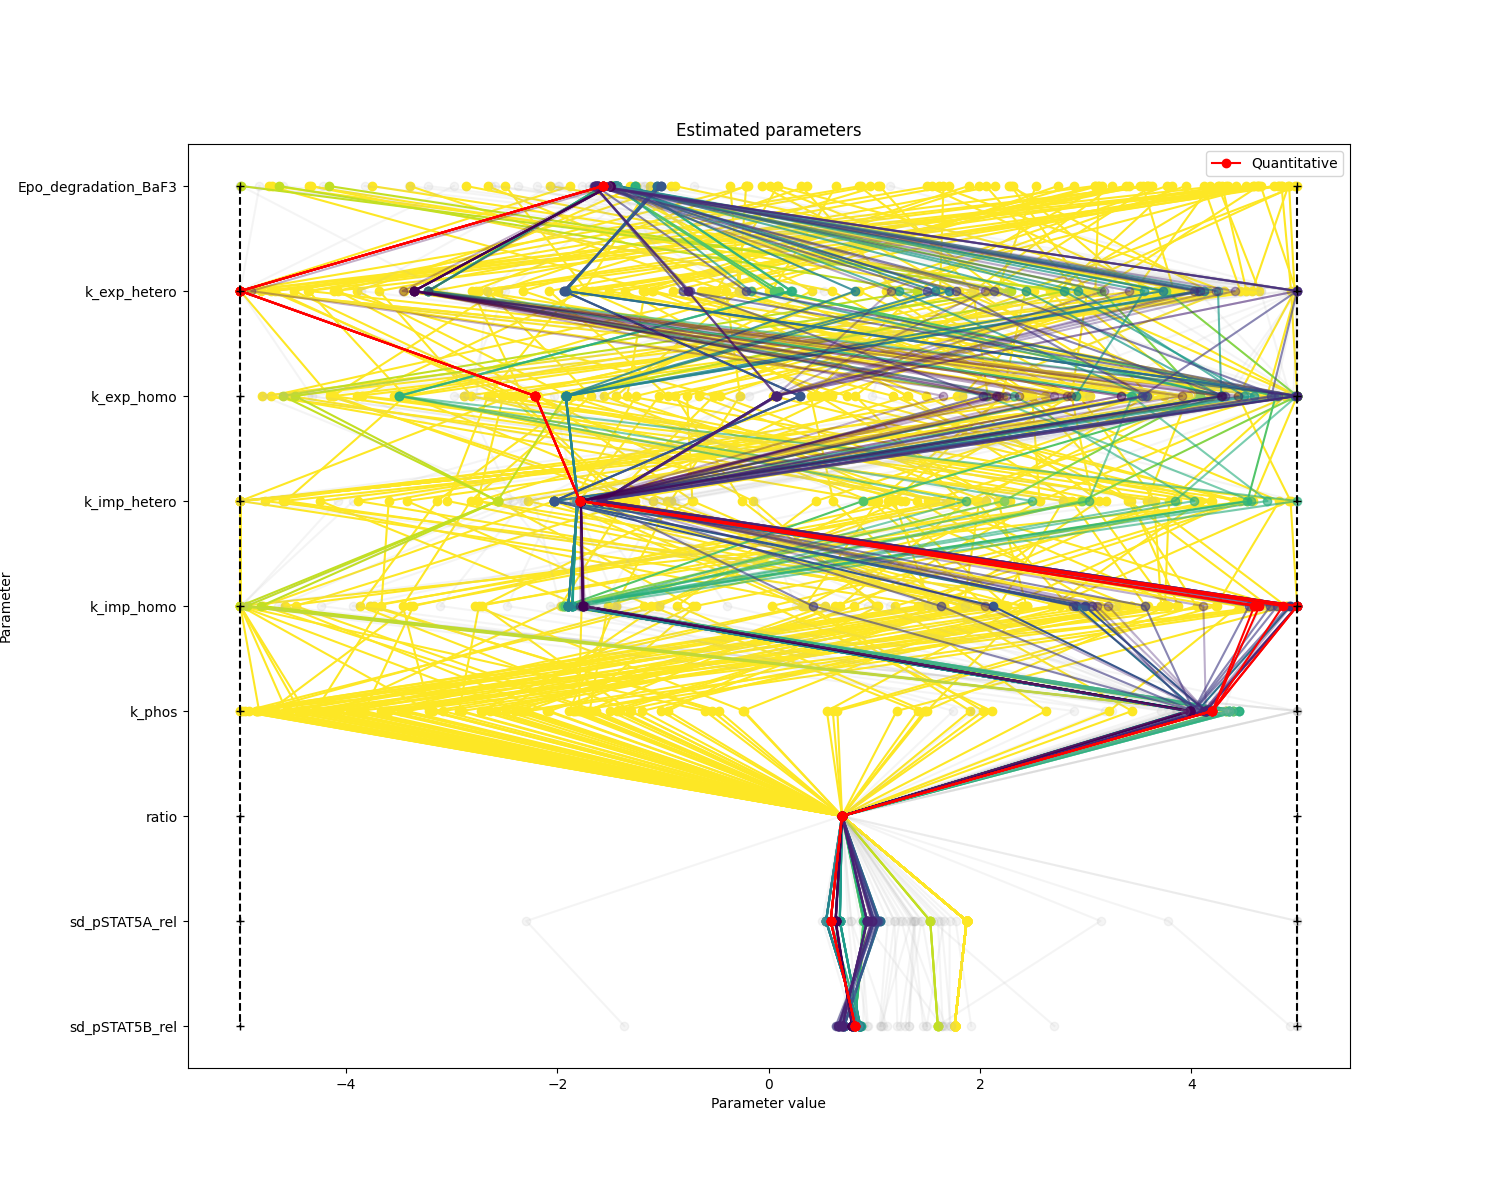 Estimated parameters
Quantitative
Epo_degradation_BaF3
k_exp_hetero
k_exp_homo
k_imp_hetero
k_imp_homo
k_phos
ratio
sd_pSTAT5A_rel
sd_pSTAT5B_rel
Parameter
−4 −2 0 2 4
Parameter value